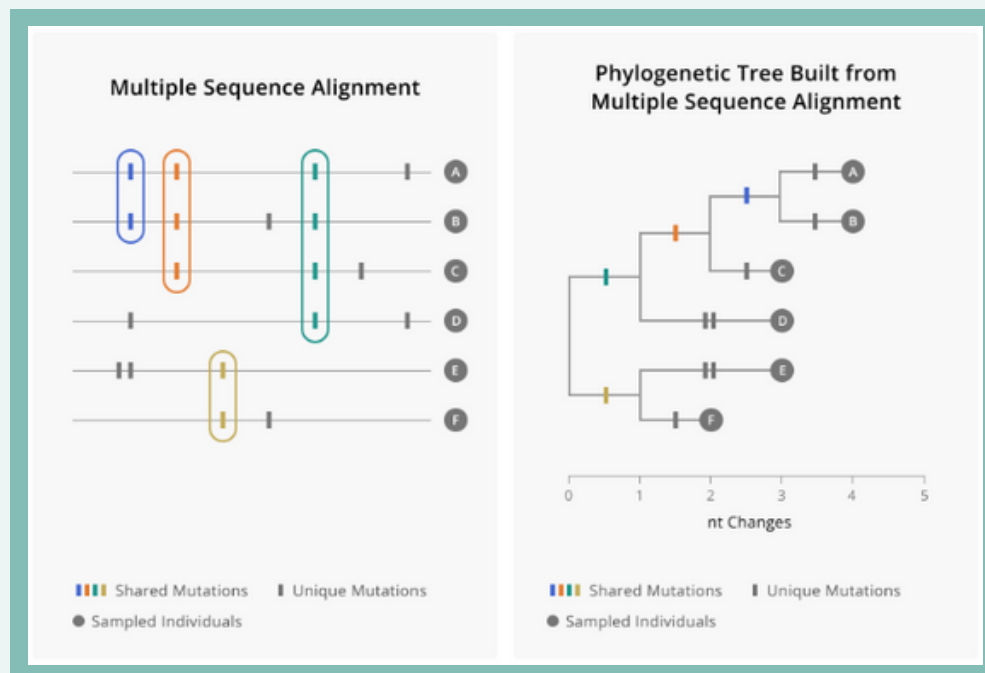 Multiple Sequence Alignment
A
B
C
D
E
F
Shared Mutations
Unique Mutations
Sampled Individuals
Phylogenetic Tree Built from
Multiple Sequence Alignment
A
B
C
D
E
F
0 1 2 3 4 5
nt Changes
Shared Mutations
Unique Mutations
Sampled Individuals